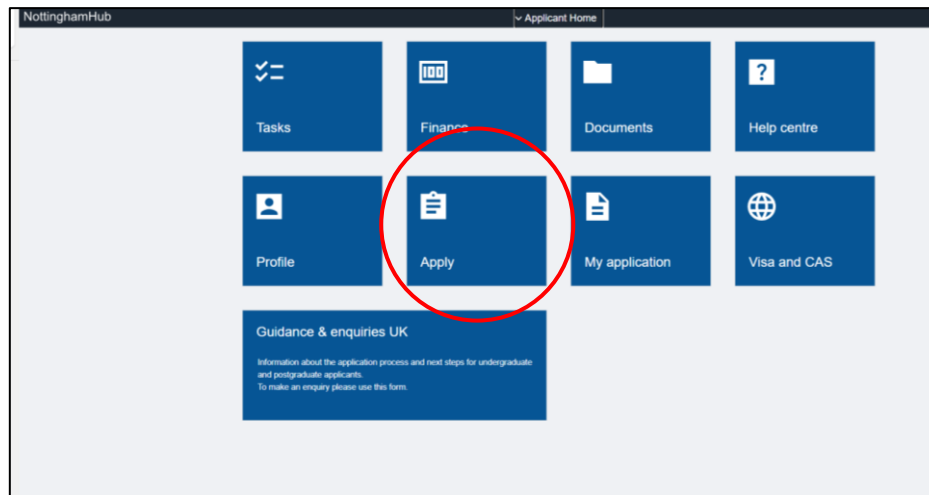 NottinghamHub
Applicant Home
Tasks
Finance
Documents
Help centre
Profile
Apply
My application
Visa and CAS
Guidance & enquiries UK
Information about the application process and next steps for undergraduate
and postgraduate applicants.
To make an enquiry please use this form.